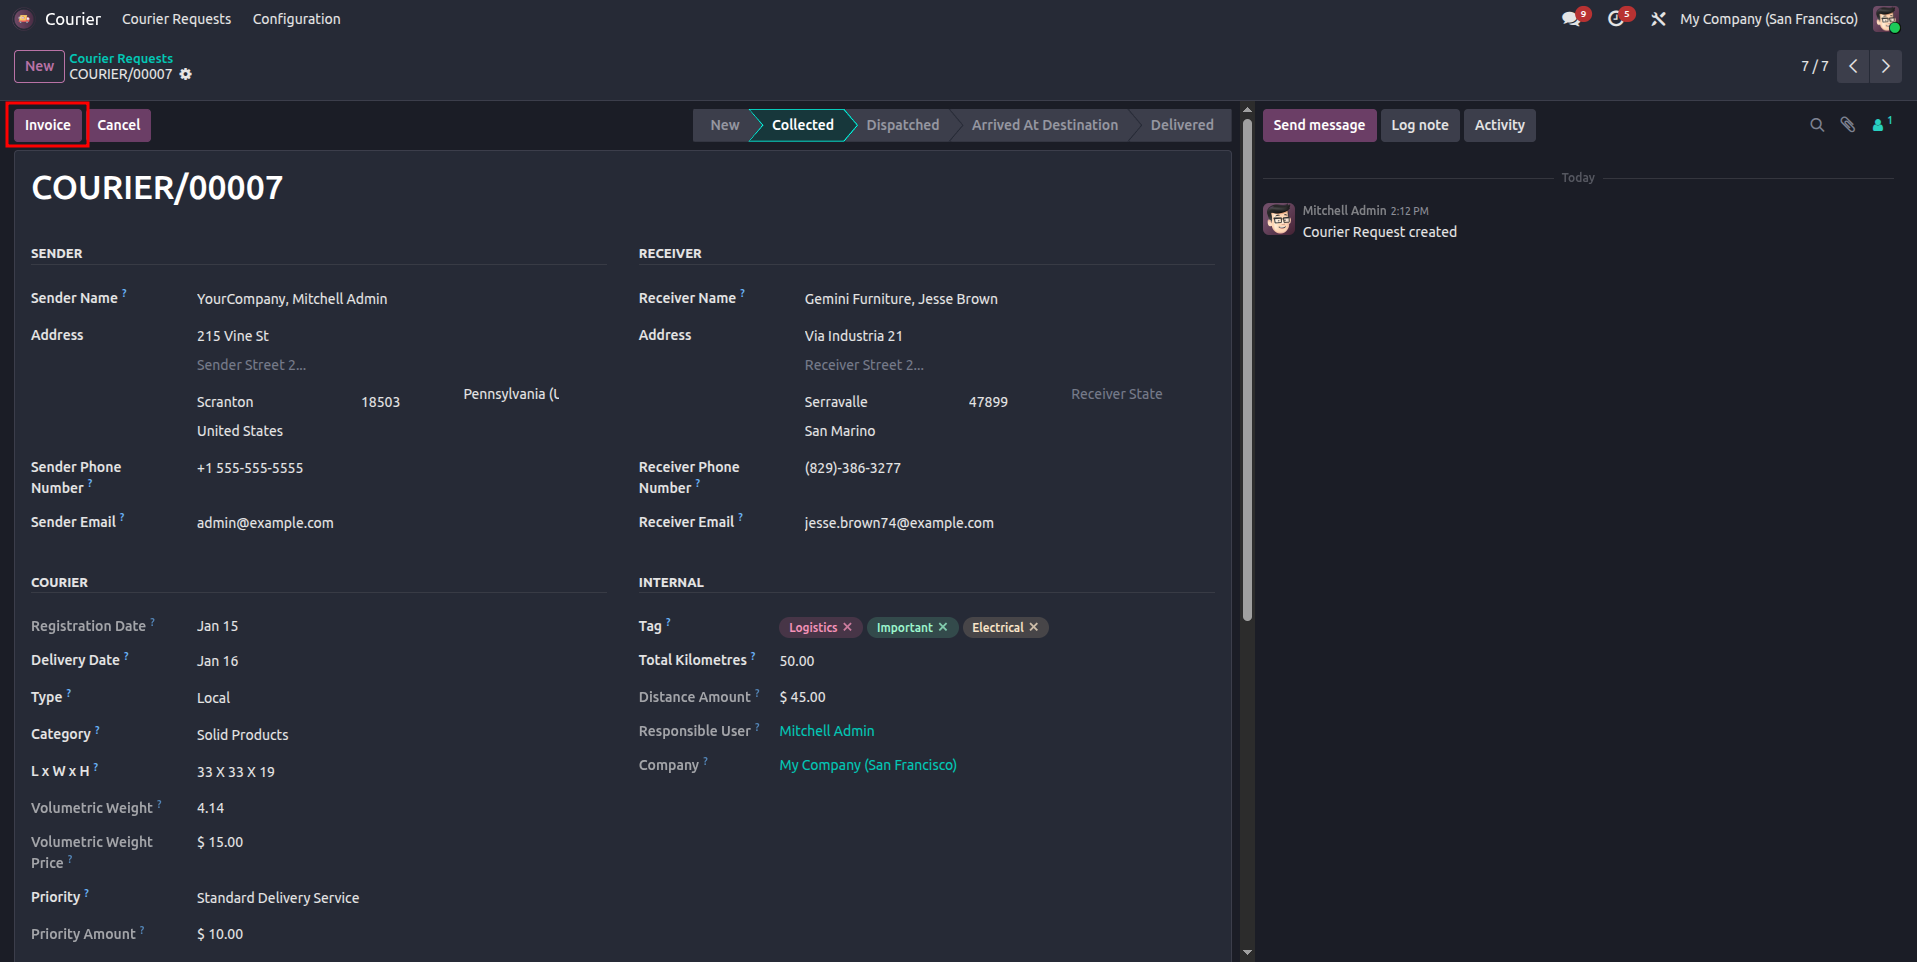 Courier Courier Requests Configuration 9 5 My Company (San Francisco)
New Courier Requests
COURIER/00007 7 / 7
Invoice Cancel New Collected Dispatched Arrived At Destination Delivered Send message Log note Activity 1
COURIER/00007
Today
Mitchell Admin 2:12 PM
Courier Request created
SENDER
Sender Name ? YourCompany, Mitchell Admin
Address 215 Vine St
Sender Street 2...
Scranton 18503 Pennsylvania (U
United States
Sender Phone
Number ? +1 555-555-5555
Sender Email ? admin@example.com
RECEIVER
Receiver Name ? Gemini Furniture, Jesse Brown
Address Via Industria 21
Receiver Street 2...
Serravalle 47899 Receiver State
San Marino
Receiver Phone
Number ? (829)-386-3277
Receiver Email ? jesse.brown74@example.com
COURIER
Registration Date ? Jan 15
Delivery Date ? Jan 16
Type ? Local
Category ? Solid Products
L x W x H ? 33 X 33 X 19
Volumetric Weight ? 4.14
Volumetric Weight
Price ? $ 15.00
Priority ? Standard Delivery Service
Priority Amount ? $ 10.00
INTERNAL
Tag ? Logistics Important Electrical
Total Kilometres ? 50.00
Distance Amount ? $ 45.00
Responsible User ? Mitchell Admin
Company ? My Company (San Francisco)